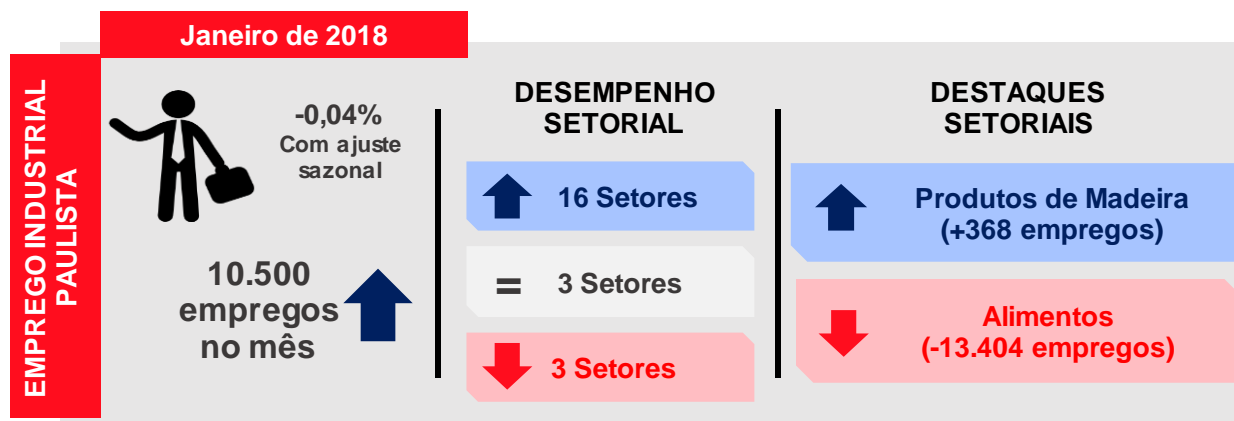 Janeiro de 2018
EMPREGO INDUSTRIAL
PAULISTA
-0,04%
Com ajuste
sazonal
10.500
empregos
no mês
DESEMPENHO
SETORIAL
16 Setores
= 3 Setores
3 Setores
DESTAQUES
SETORIAIS
Produtos de Madeira
(+368 empregos)
Alimentos
(-13.404 empregos)